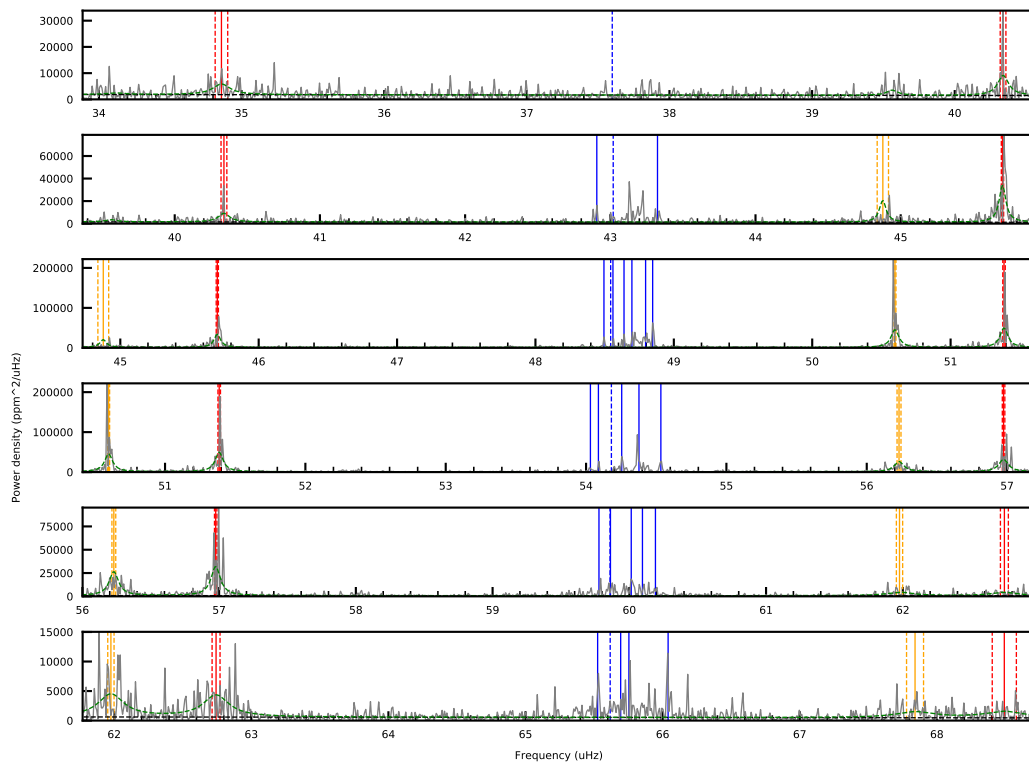 30000
20000
10000
0
34 35 36 37 38 39 40
60000
40000
20000
0
40 41 42 43 44 45
200000
100000
0
45 46 47 48 49 50 51
200000
100000
0
51 52 53 54 55 56 57
Power density (ppm^2/uHz)
75000
50000
25000
0
56 57 58 59 60 61 62
15000
10000
5000
0
62 63 64 65 66 67 68
Frequency (uHz)